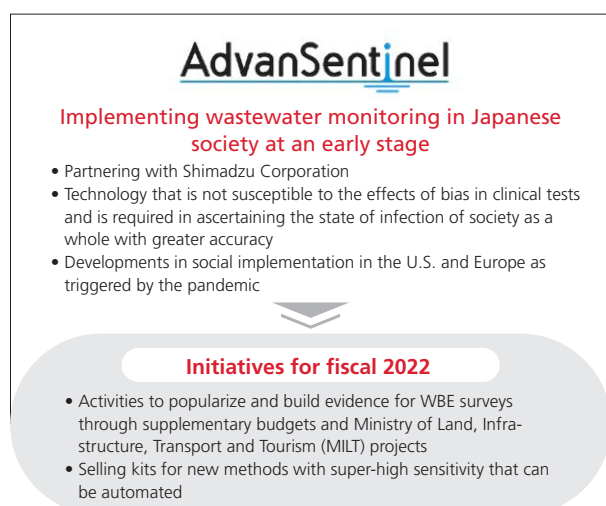 AdvanSentinel
Implementing wastewater monitoring in Japanese
society at an early stage
• Partnering with Shimadzu Corporation
• Technology that is not susceptible to the effects of bias in clinical tests
and is required in ascertaining the state of infection of society as a
whole with greater accuracy
• Developments in social implementation in the U.S. and Europe as
triggered by the pandemic
Initiatives for fiscal 2022
• Activities to popularize and build evidence for WBE surveys
through supplementary budgets and Ministry of Land, Infra-
structure, Transport and Tourism (MILT) projects
• Selling kits for new methods with super-high sensitivity that can
be automated